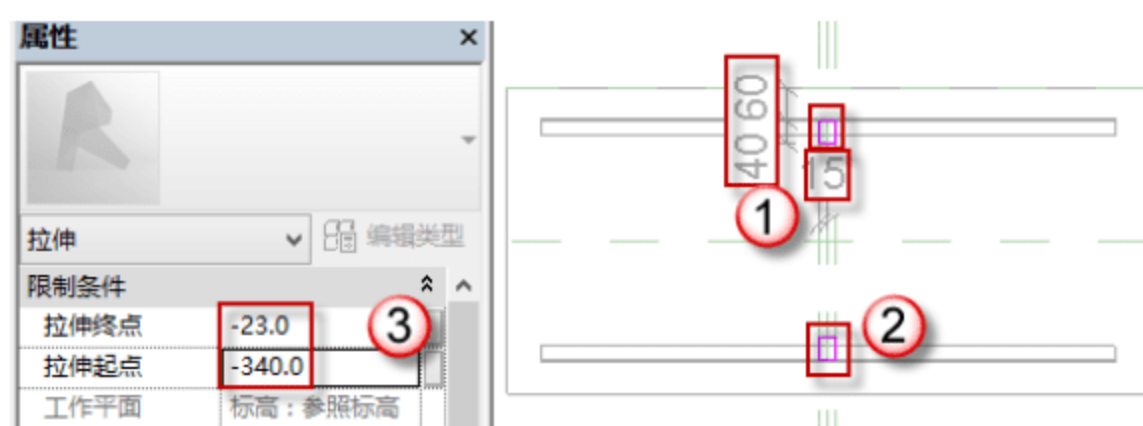 属性
拉伸
编辑类型
限制条件
拉伸终点 -23.0
拉伸起点 -340.0
工作平面 标高：参照标高
③
40 60
15
①
②